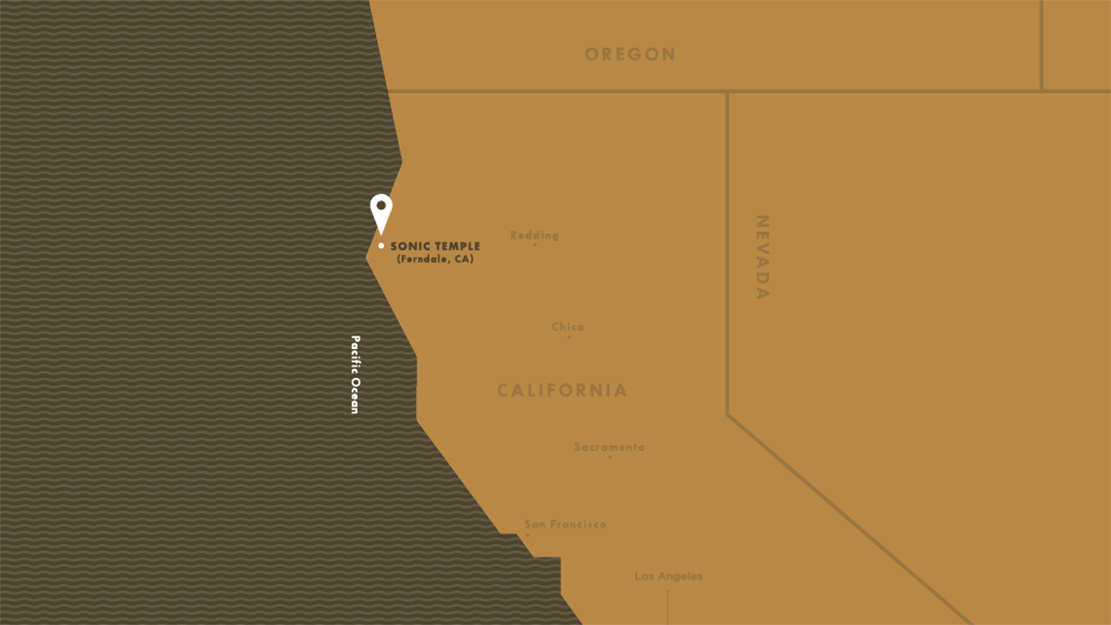 OREGON
NEVADA
Redding
SONIC TEMPLE
(Ferndale, CA)
Chico
Pacific Ocean
CALIFORNIA
Sacramento
San Francisco
Los Angeles